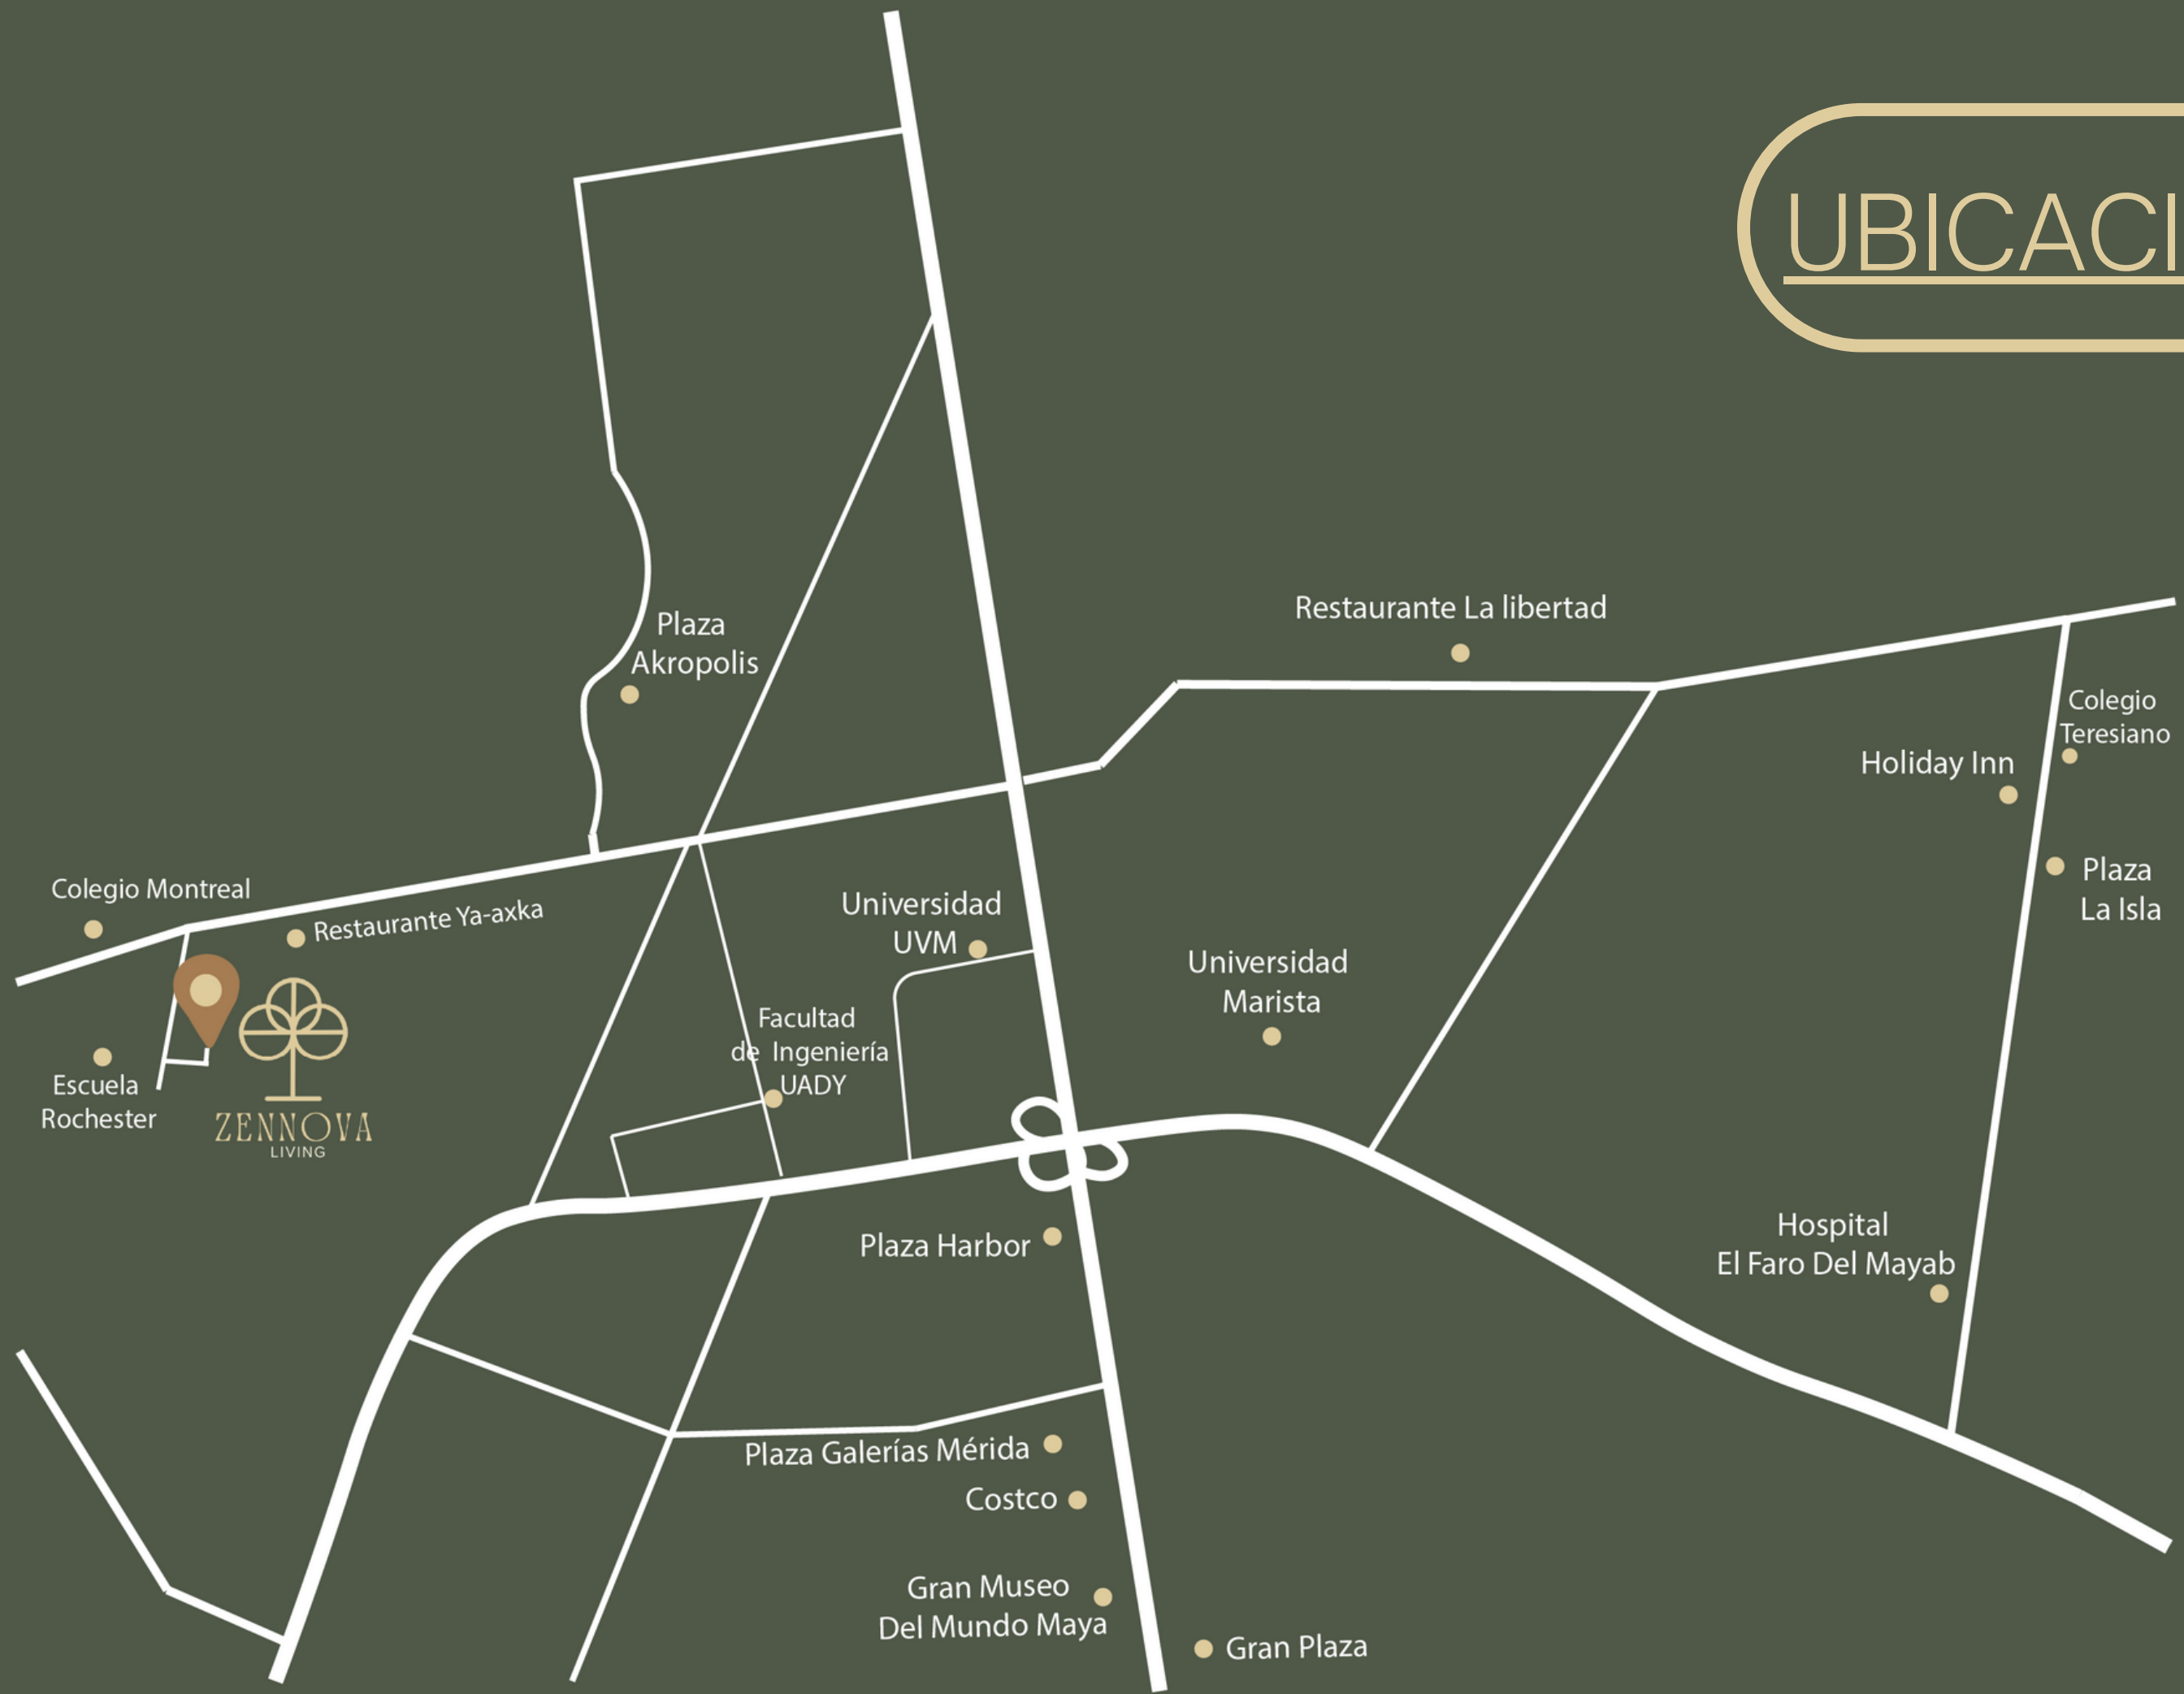 UBICACI
Restaurante La libertad
Plaza
Akropolis
Colegio
Teresiano
Holiday Inn
Plaza
La Isla
Colegio Montreal
Restaurante Ya-axka
Universidad
UVM
Universidad
Marista
Facultad
de Ingeniería
UADY
Escuela
Rochester
ZENNOVA
LIVING
Hospital
El Faro Del Mayab
Plaza Harbor
Plaza Galerías Mérida
Costco
Gran Museo
Del Mundo Maya
Gran Plaza